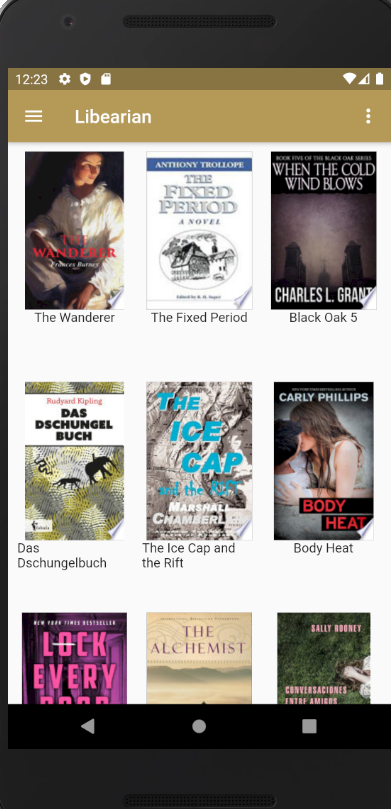 12:23
Libearian
THE
WANDERER
Frances Burney
The Wanderer
ANTHONY TROLLOPE
THE
FIXED
PERIOD
A NOVEL
The Fixed Period
BOOK FIVE OF THE BLACK OAK SERIES
WHEN THE COLD
WIND BLOWS
CHARLES L. GRANT
Black Oak 5
Rudyard Kipling
DAS
DSCHUNGEL
BUCH
Das
Dschungelbuch
THE
ICE
CAP
and the RIFT
MARSHALL
CHAMBERLAIN
The Ice Cap and
the Rift
CARLY PHILLIPS
BODY
HEAT
Body Heat
NEW YORK TIMES BESTSELLER
LOCK
EVERY
DOOR
THE
ALCHEMIST
SALLY ROONEY
CONVERSACIONES
ENTRE AMIGOS